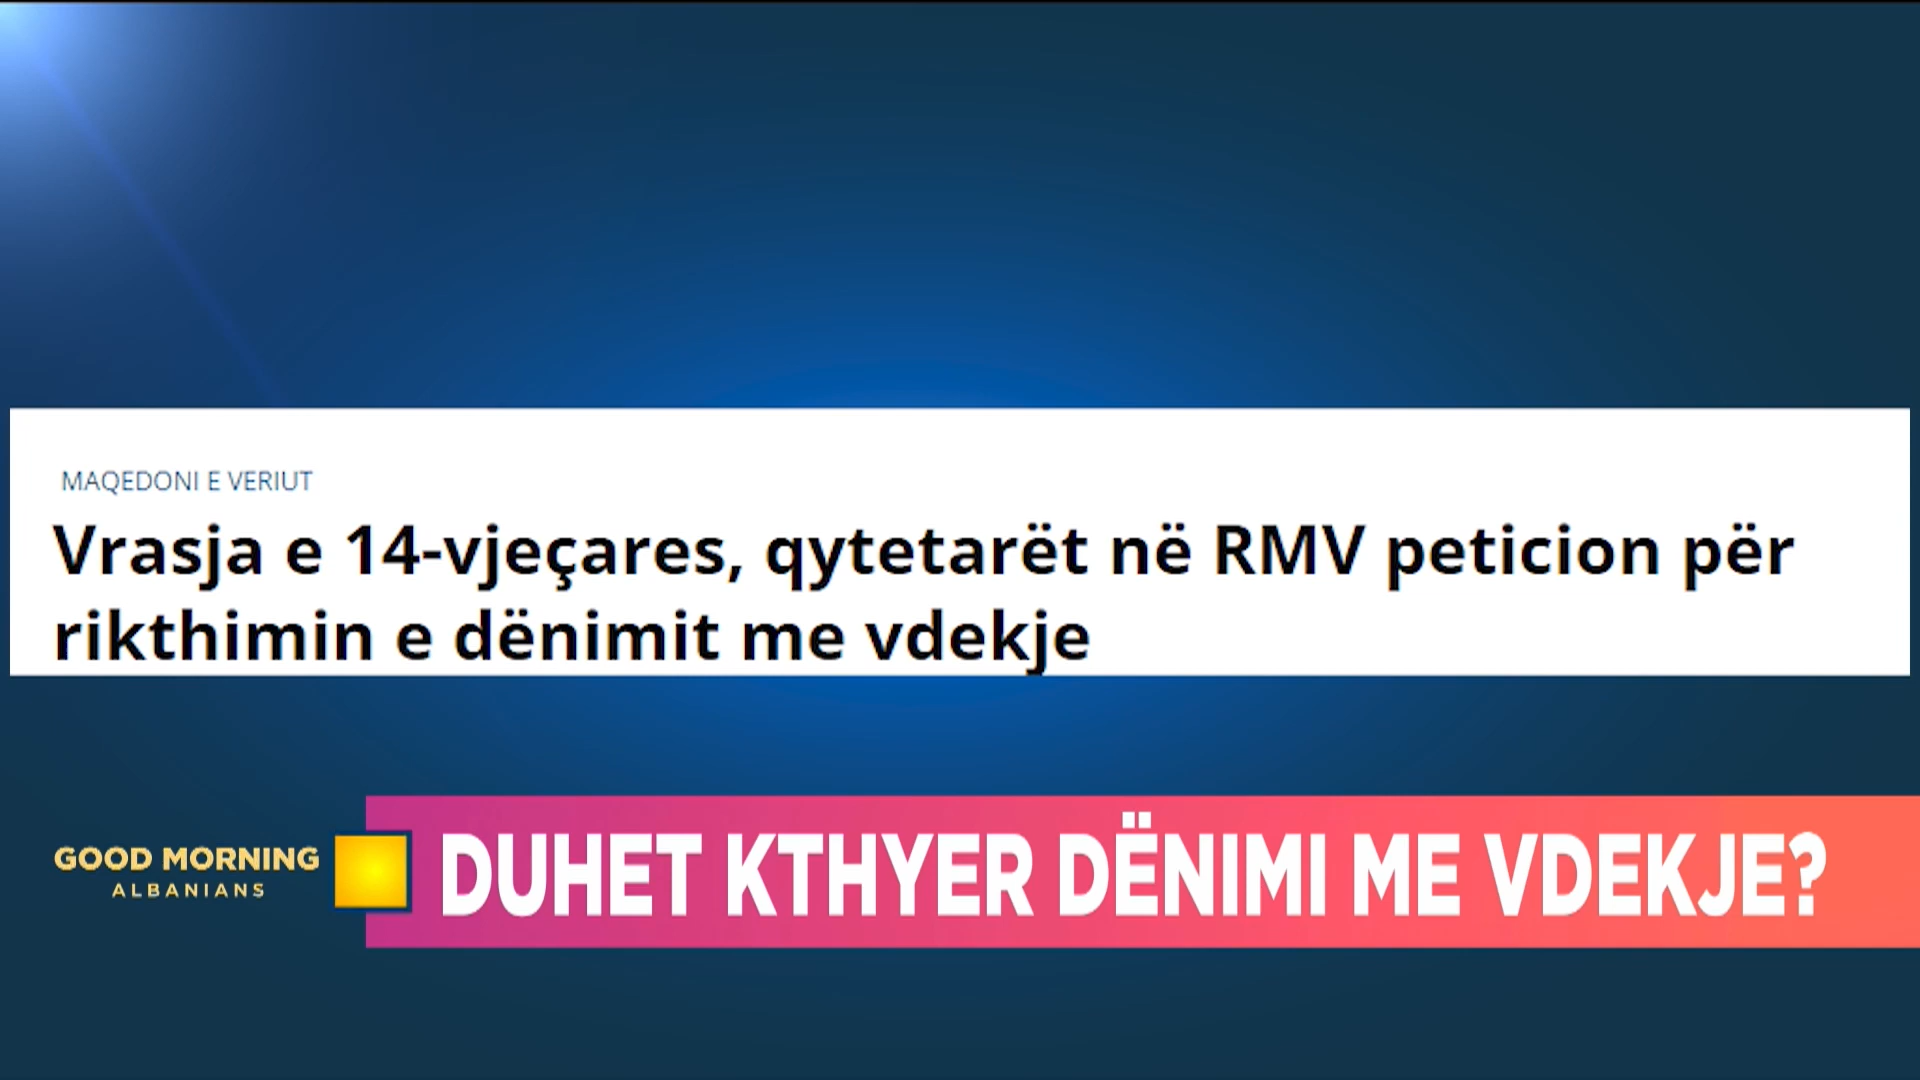 MAQEDONI E VERIUT
Vrasja e 14-vjeçares, qytetarët në RMV peticion për
rikthimin e dënimit me vdekje
GOOD MORNING
ALBANIANS
DUHET KTHYER DËNIMI ME VDEKJE?